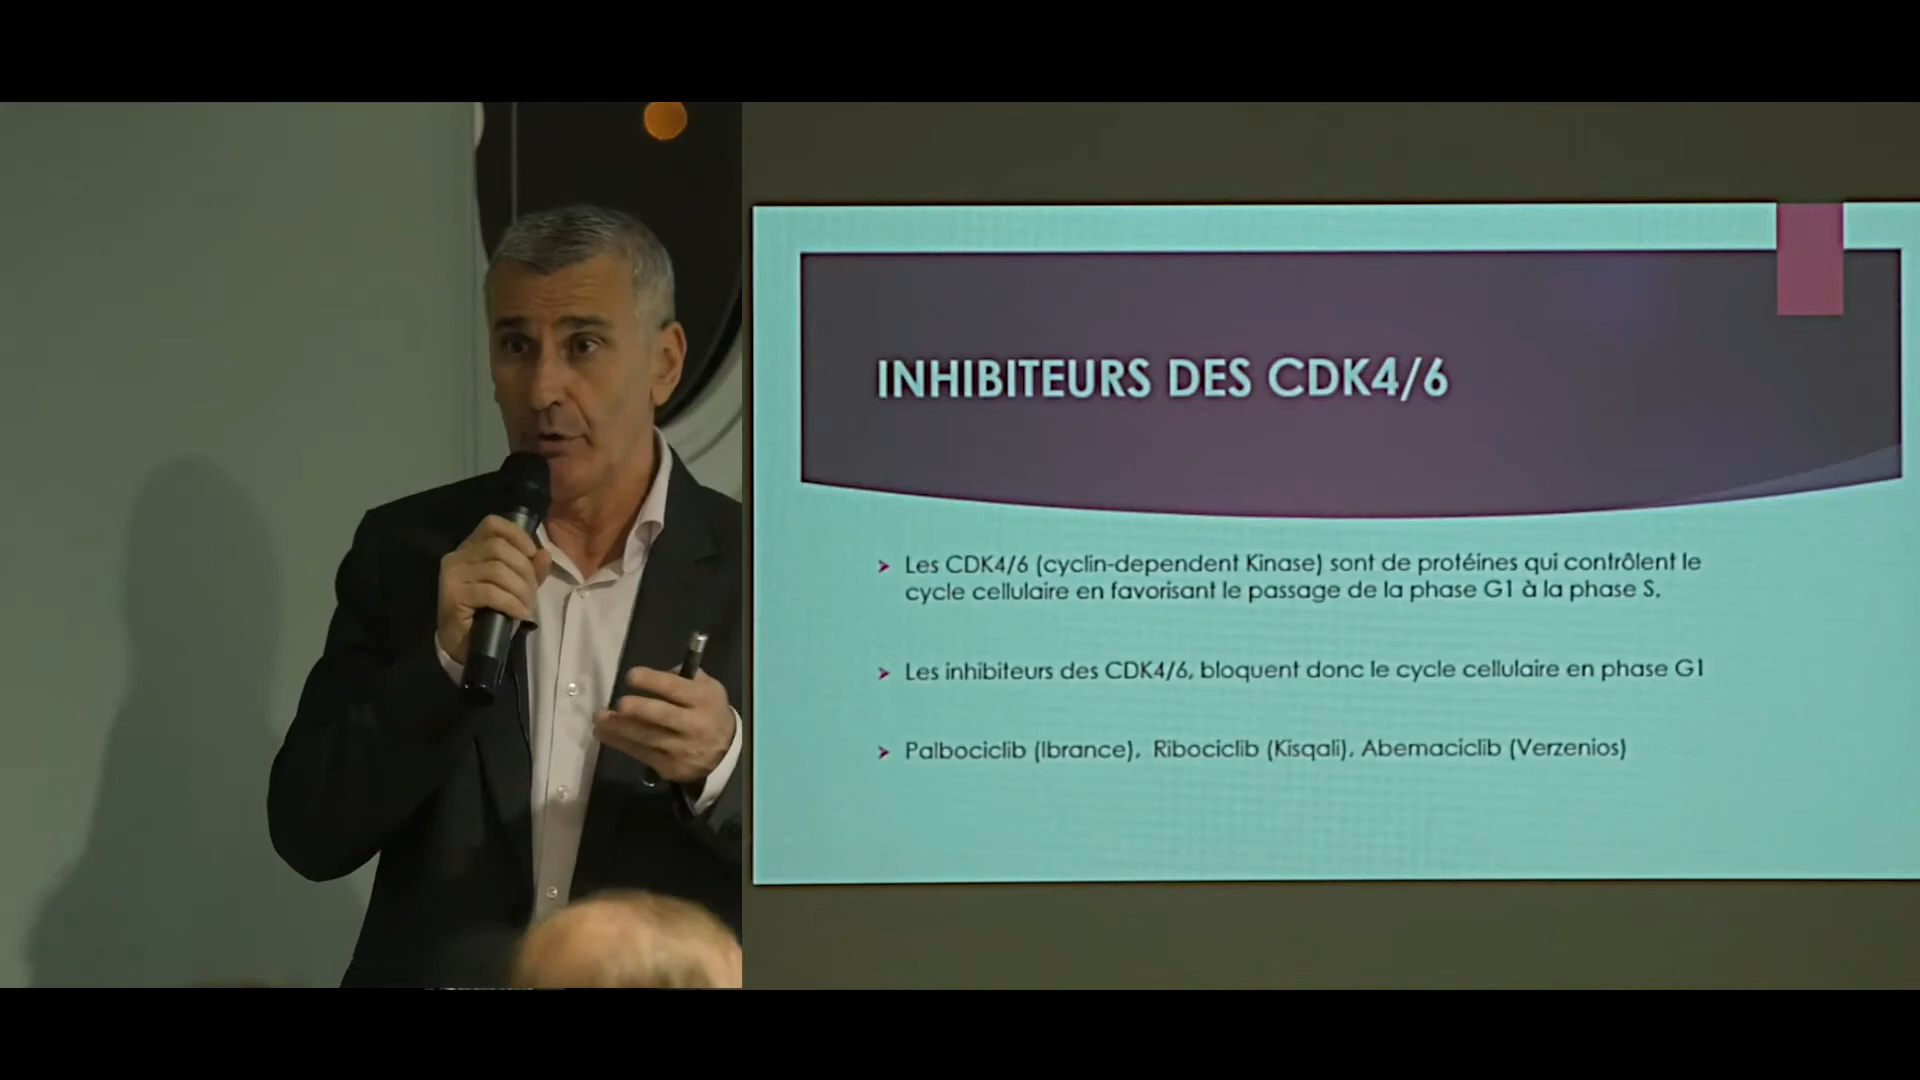 INHIBITEURS DES CDK4/6
➤ Les CDK4/6 (cyclin-dependent Kinase) sont de protéines qui contrôlent le
cycle cellulaire en favorisant le passage de la phase G1 à la phase S.
➤ Les inhibiteurs des CDK4/6, bloquent donc le cycle cellulaire en phase G1
➤ Palbociclib (Ibrance), Ribociclib (Kisqali), Abemaciclib (Verzenios)